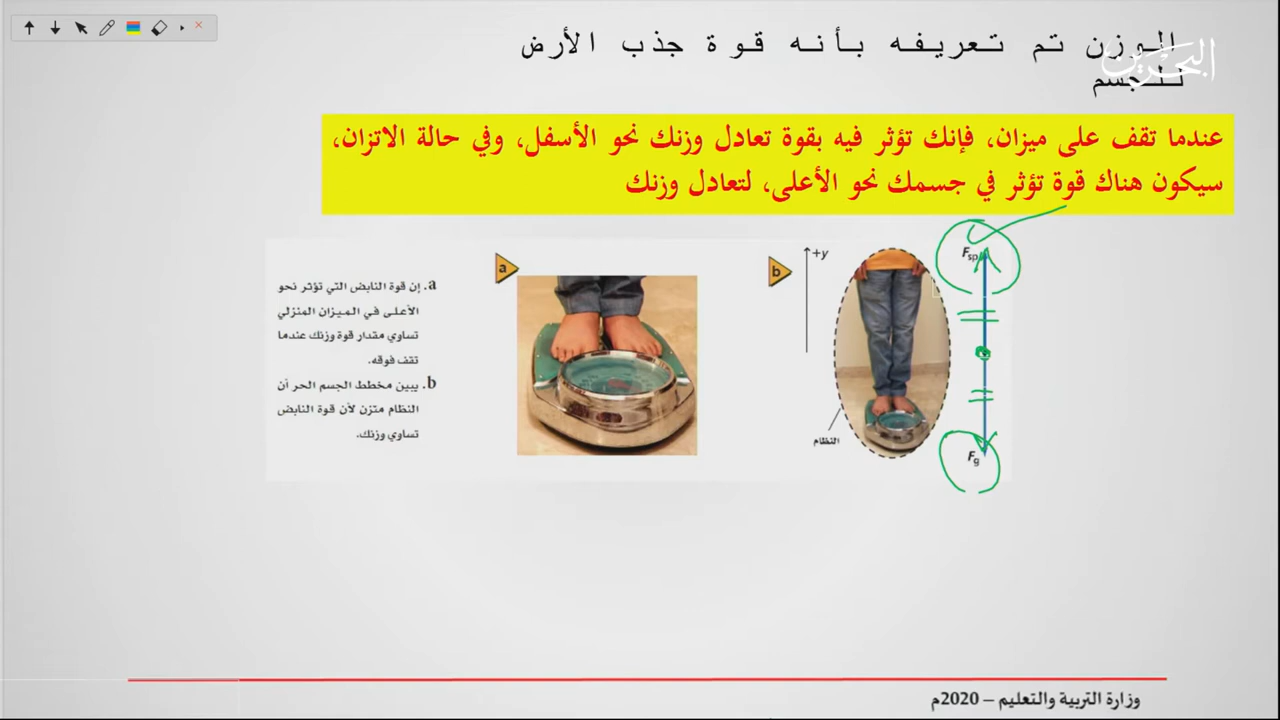 الوزن تم تعريفه بأنه قوة جذب الأرض
للجسم
البحرين
عندما تقف على ميزان، فإنك تؤثر فيه بقوة تعادل وزنك نحو الأسفل، وفي حالة الاتزان،
سيكون هناك قوة تؤثر في جسمك نحو الأعلى، لتعادل وزنك
a. إن قوة النابض التي تؤثر نحو
الأعلى في الميزان المنزلي
تساوي مقدار قوة وزنك عندما
تقف فوقه.
b. يبين مخطط الجسم الحر أن
النظام متزن لأن قوة النابض
تساوي وزنك.
a
b
+y
النظام
Fsp
Fg
وزارة التربية والتعليم – 2020م